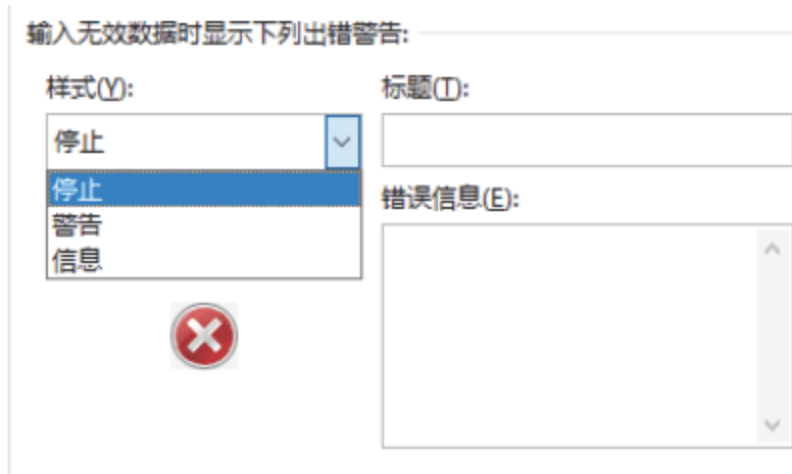 输入无效数据时显示下列出错警告:
样式(Y):
标题(T):
停止
停止
警告
信息
错误信息(E):